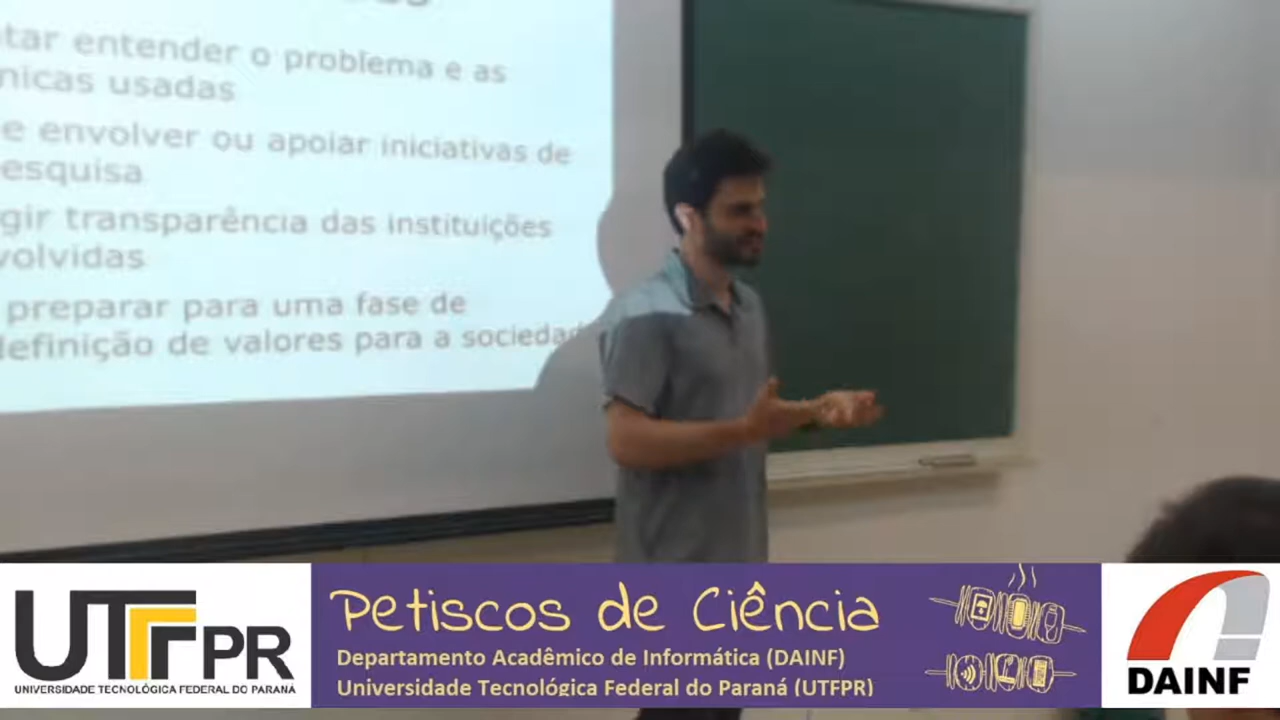 tar entender o problema e as
nicas usadas
e envolver ou apoiar iniciativas de
esquisa
gir transparência das instituições
volvidas
preparar para uma fase de
definição de valores para a sociedad
UTFPR
UNIVERSIDADE TECNOLÓGICA FEDERAL DO PARANÁ
Petiscos de Ciência
Departamento Acadêmico de Informática (DAINF)
Universidade Tecnológica Federal do Paraná (UTFPR)
DAINF